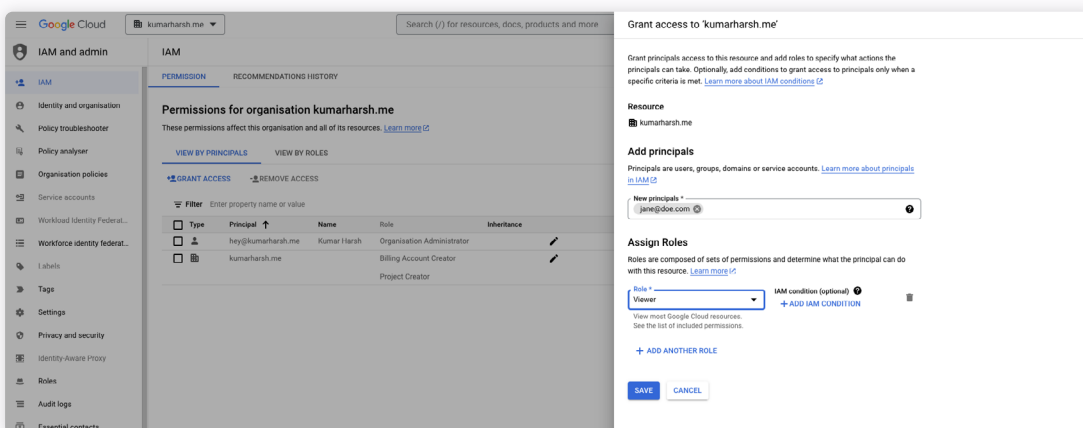 Google Cloud
kumarharsh.me
Search (/) for resources, docs, products and more
IAM and admin
IAM
Identity and organisation
Policy troubleshooter
Policy analyser
Organisation policies
Service accounts
Workload Identity Federat...
Workforce identity federat...
Labels
Tags
Settings
Privacy and security
Identity-Aware Proxy
Roles
Audit logs
Essential contacts
IAM
PERMISSION RECOMMENDATIONS HISTORY
Permissions for organisation kumarharsh.me
These permissions affect this organisation and all of its resources. Learn more
VIEW BY PRINCIPALS VIEW BY ROLES
GRANT ACCESS REMOVE ACCESS
Filter Enter property name or value
Type Principal Name Role Inheritance
hey@kumarharsh.me Kumar Harsh Organisation Administrator
kumarharsh.me Billing Account Creator
Project Creator
Grant access to 'kumarharsh.me'
Grant principals access to this resource and add roles to specify what actions the
principals can take. Optionally, add conditions to grant access to principals only when a
specific criteria is met. Learn more about IAM conditions
Resource
kumarharsh.me
Add principals
Principals are users, groups, domains or service accounts. Learn more about principals
in IAM
New principals *
jane@doe.com
Assign Roles
Roles are composed of sets of permissions and determine what the principal can do
with this resource. Learn more
Role *
Viewer
View most Google Cloud resources.
See the list of included permissions.
IAM condition (optional)
+ ADD IAM CONDITION
+ ADD ANOTHER ROLE
SAVE CANCEL